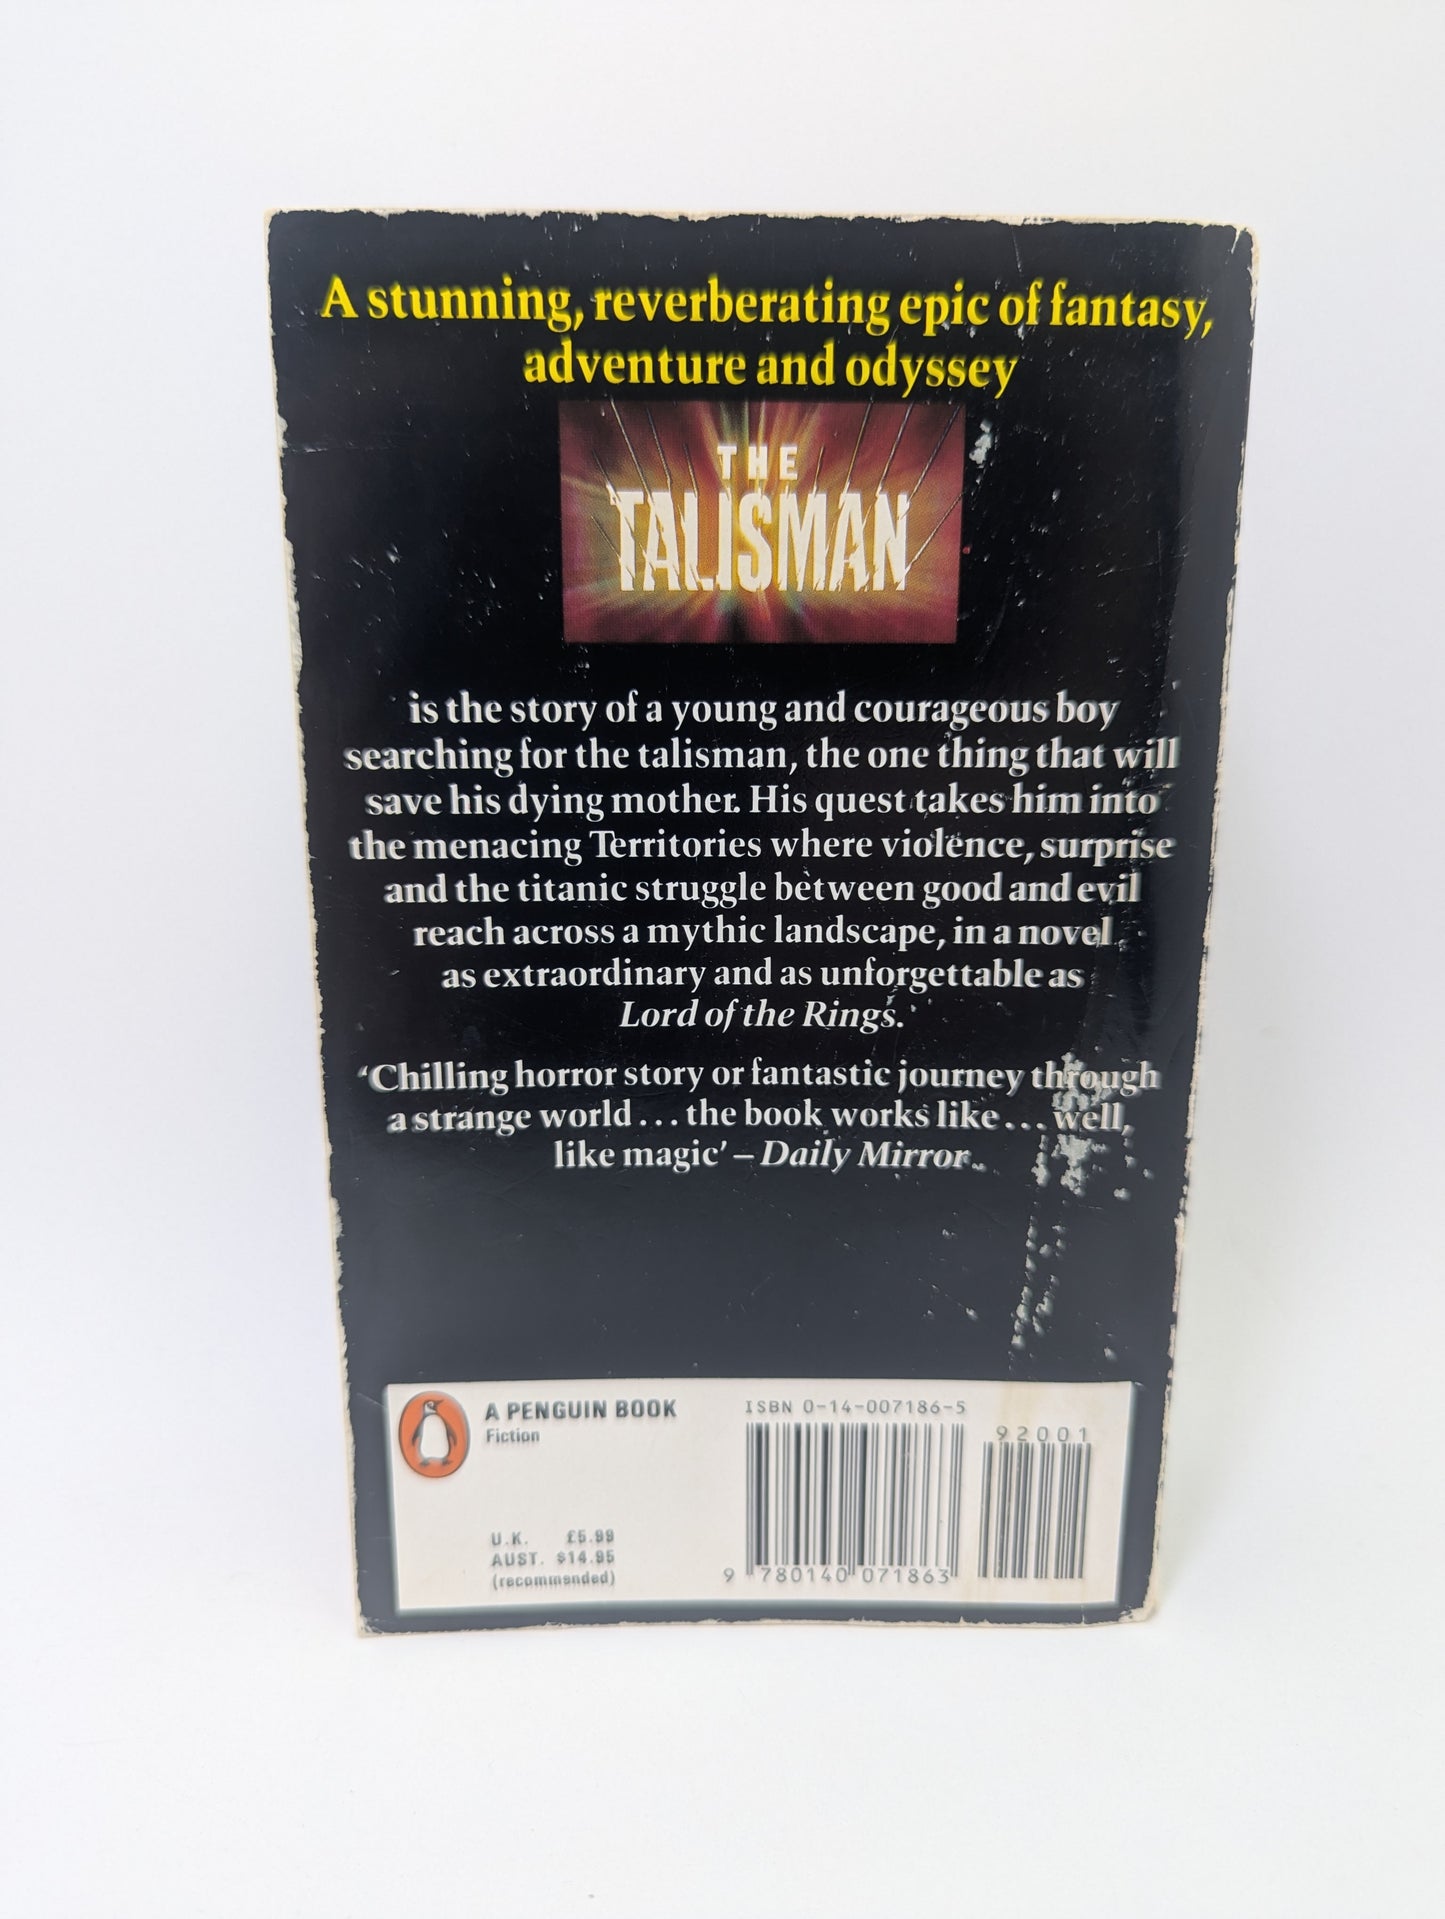 A stunning, reverberating epic of fantasy,
adventure and odyssey
THE
TALISMAN
is the story of a young and courageous boy
searching for the talisman, the one thing that will
save his dying mother. His quest takes him into
the menacing Territories where violence, surprise
and the titanic struggle between good and evil
reach across a mythic landscape, in a novel
as extraordinary and as unforgettable as
Lord of the Rings.
‘Chilling horror story or fantastic journey through
a strange world . . . the book works like . . . well,
like magic’ – Daily Mirror
A PENGUIN BOOK
Fiction
U.K. £5.99
AUST. $14.95
(recommended)
ISBN 0-14-007186-5
92001
9 780140 071863